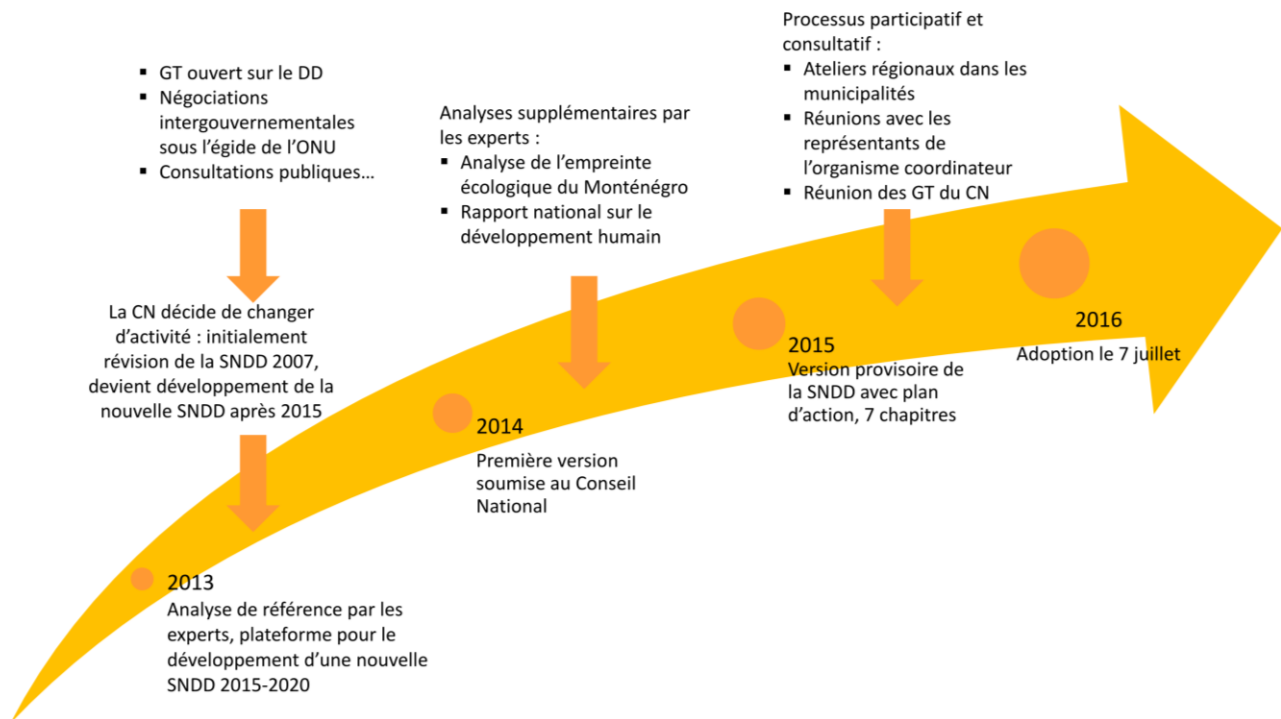 ▪ GT ouvert sur le DD
▪ Négociations
intergouvernementales
sous l’égide de l’ONU
▪ Consultations publiques…
La CN décide de changer
d’activité : initialement
révision de la SNDD 2007,
devient développement de la
nouvelle SNDD après 2015
2013
Analyse de référence par les
experts, plateforme pour le
développement d’une nouvelle
SNDD 2015-2020
Analyses supplémentaires par
les experts :
▪ Analyse de l’empreinte
écologique du Monténégro
▪ Rapport national sur le
développement humain
2014
Première version
soumise au Conseil
National
Processus participatif et
consultatif :
▪ Ateliers régionaux dans les
municipalités
▪ Réunions avec les
représentants de
l’organisme coordinateur
▪ Réunion des GT du CN
2015
Version provisoire de
la SNDD avec plan
d’action, 7 chapitres
2016
Adoption le 7 juillet